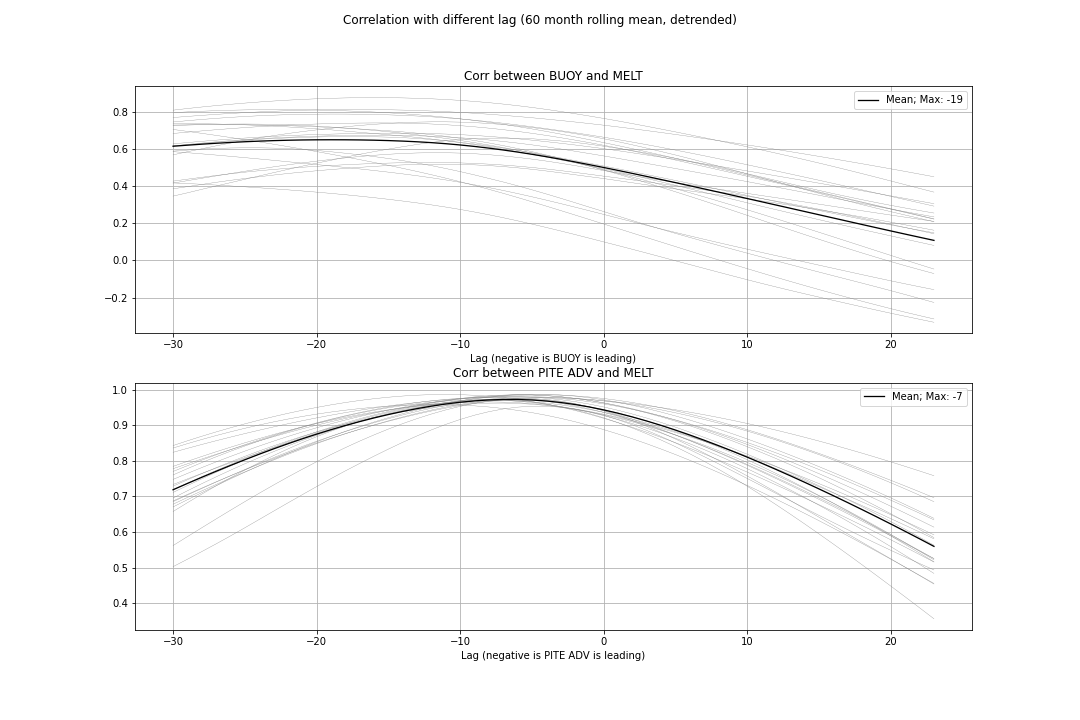 Correlation with different lag (60 month rolling mean, detrended)
Corr between BUOY and MELT
Mean; Max: -19
0.8
0.6
0.4
0.2
0.0
−0.2
−30 −20 −10 0 10 20
Lag (negative is BUOY is leading)
Corr between PITE ADV and MELT
Mean; Max: -7
1.0
0.9
0.8
0.7
0.6
0.5
0.4
−30 −20 −10 0 10 20
Lag (negative is PITE ADV is leading)